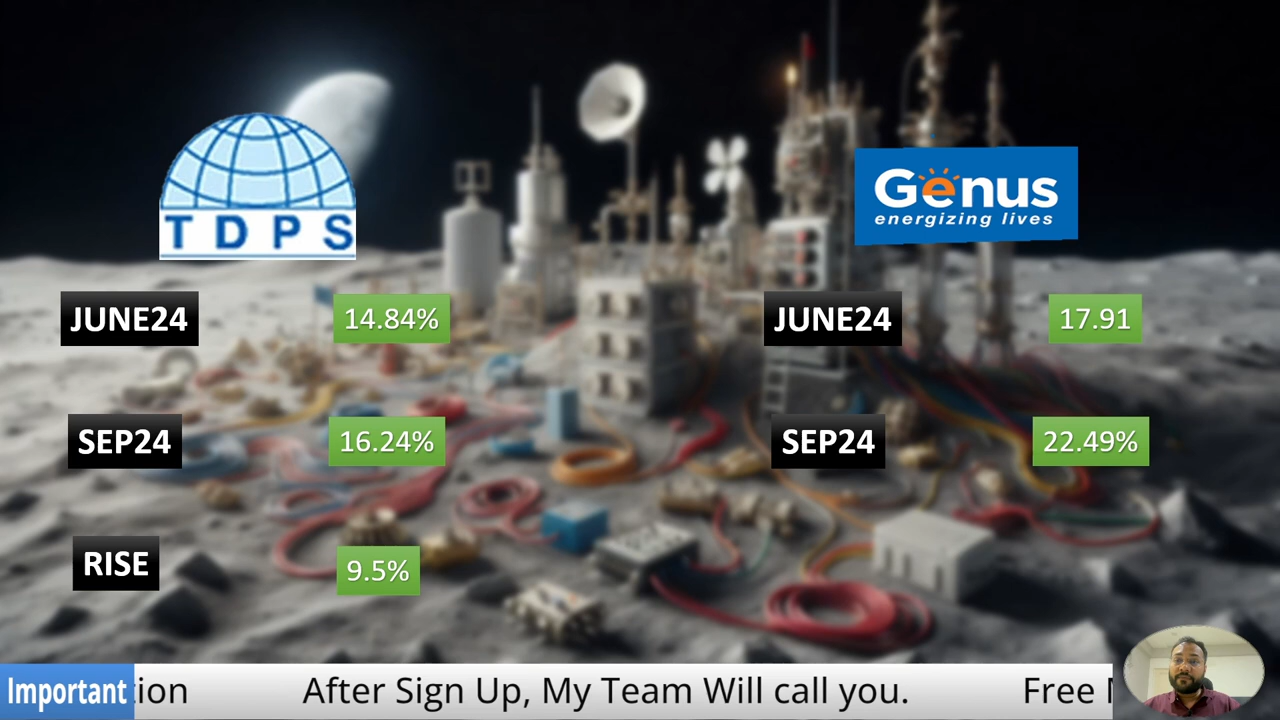 TDPS
JUNE24
14.84%
SEP24
16.24%
RISE
9.5%
Genus
energizing lives
JUNE24
17.91
SEP24
22.49%
Important
tion
After Sign Up, My Team Will call you.
Free